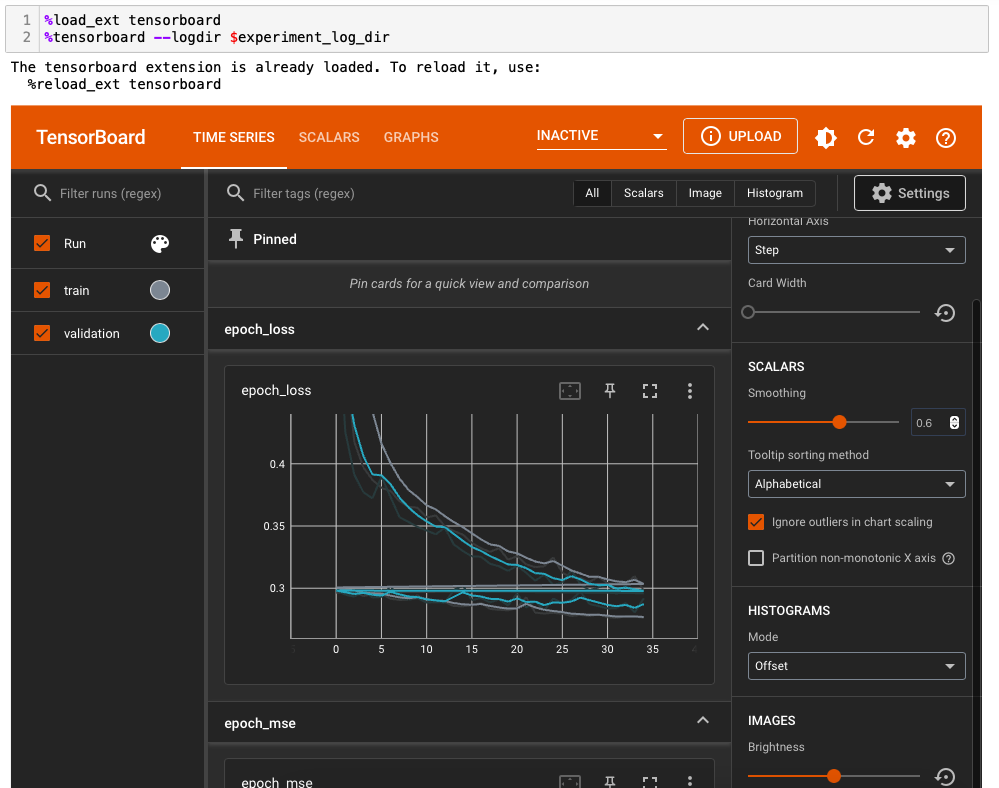 1 %load_ext tensorboard
2 %tensorboard --logdir $experiment_log_dir
The tensorboard extension is already loaded. To reload it, use:
%reload_ext tensorboard
TensorBoard TIME SERIES SCALARS GRAPHS INACTIVE UPLOAD
Filter runs (regex)
Filter tags (regex)
All Scalars Image Histogram
Settings
Run
train
validation
Pinned
Pin cards for a quick view and comparison
epoch_loss
epoch_loss
0.4
0.35
0.3
0 5 10 15 20 25 30 35
epoch_mse
epoch_mse
Horizontal Axis
Step
Card Width
SCALARS
Smoothing
0.6
Tooltip sorting method
Alphabetical
Ignore outliers in chart scaling
Partition non-monotonic X axis
HISTOGRAMS
Mode
Offset
IMAGES
Brightness